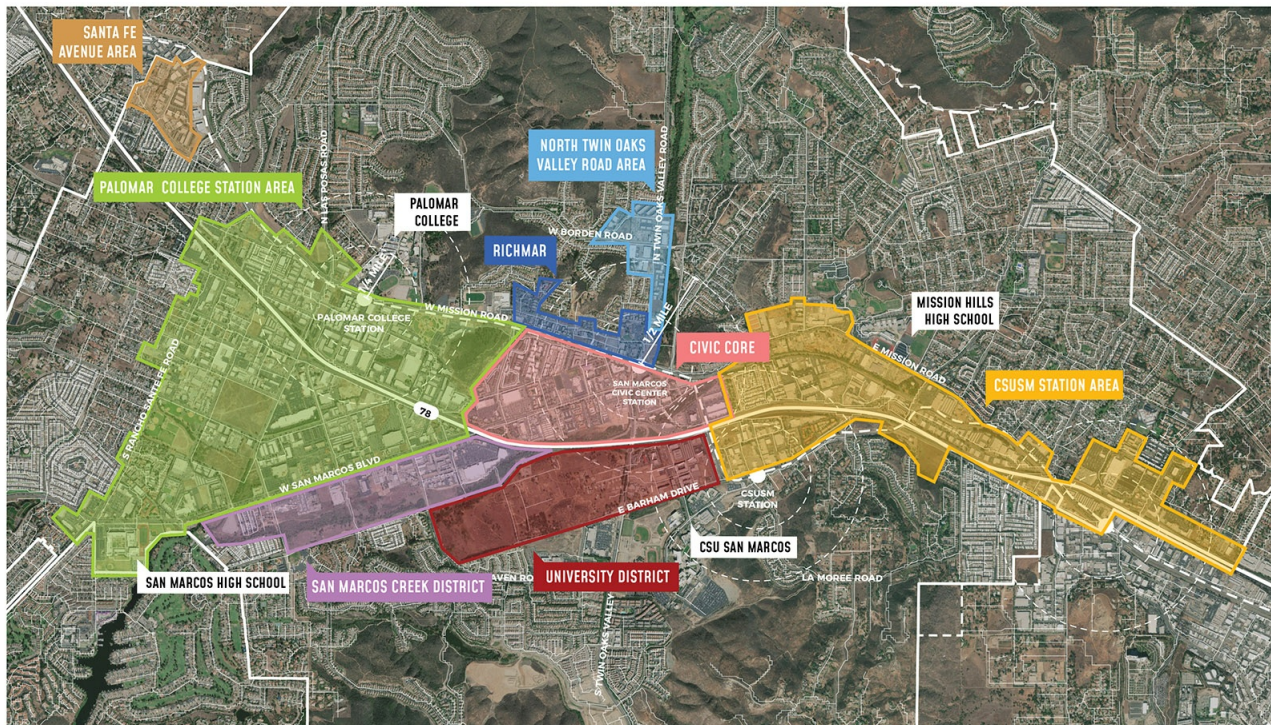 SANTA FE
AVENUE AREA
PALOMAR COLLEGE STATION AREA
N LAS POSAS ROAD
PALOMAR
COLLEGE
NORTH TWIN OAKS
VALLEY ROAD AREA
N TWIN OAKS VALLEY ROAD
W BORDEN ROAD
RICHMAR
1/4 MILE
W MISSION ROAD
PALOMAR COLLEGE
STATION
1/2 MILE
CIVIC CORE
MISSION HILLS
HIGH SCHOOL
E MISSION ROAD
CSUSM STATION AREA
SAN MARCOS
CIVIC CENTER
STATION
S RANCHO SANTA FE ROAD
78
W SAN MARCOS BLVD
E BARHAM DRIVE
CSUSM
STATION
CSU SAN MARCOS
SAN MARCOS HIGH SCHOOL
SAN MARCOS CREEK DISTRICT
UNIVERSITY DISTRICT
LA MOREE ROAD
S TWIN OAKS VALLEY